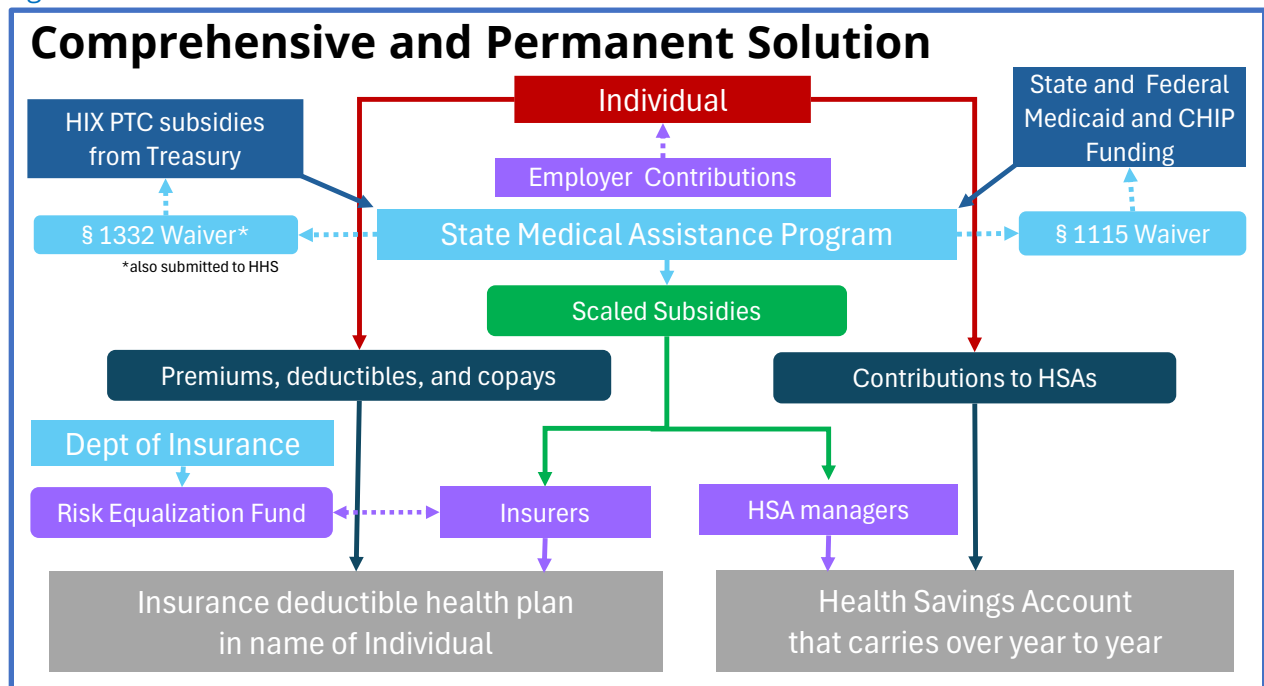 Comprehensive and Permanent Solution
Individual
State and Federal
Medicaid and CHIP
Funding
HIX PTC subsidies
from Treasury
Employer Contributions
§ 1332 Waiver*
*also submitted to HHS
State Medical Assistance Program
§ 1115 Waiver
Scaled Subsidies
Premiums, deductibles, and copays
Contributions to HSAs
Dept of Insurance
Risk Equalization Fund
Insurers
HSA managers
Insurance deductible health plan
in name of Individual
Health Savings Account
that carries over year to year